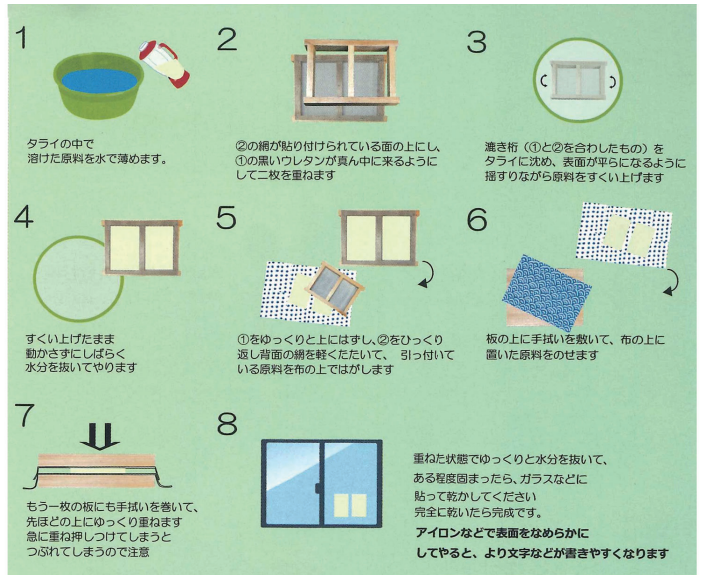 1
タライの中で
溶けた原料を水で薄めます。
2
②の網が貼り付けられている面の上にし、
①の黒いウレタンが真ん中に来るように
して二枚を重ねます
3
漉き桁（①と②を合わしたもの）を
タライに沈め、表面が平らになるように
揺すりながら原料をすくい上げます
4
すくい上げたまま
動かさずにしばらく
水分を抜いてやります
5
①をゆっくりと上にはずし、②をひっくり
返し背面の網を軽くたたいて、 引っ付いて
いる原料を布の上ではがします
6
板の上に手拭いを敷いて、布の上に
置いた原料をのせます
7
もう一枚の板にも手拭いを巻いて、
先ほどの上にゆっくり重ねます
急に重ね押しつけてしまうと
つぶれてしまうので注意
8
重ねた状態でゆっくりと水分を抜いて、
ある程度固まったら、ガラスなどに
貼って乾かしてください
完全に乾いたら完成です。
アイロンなどで表面をなめらかに
してやると、より文字などが書きやすくなります